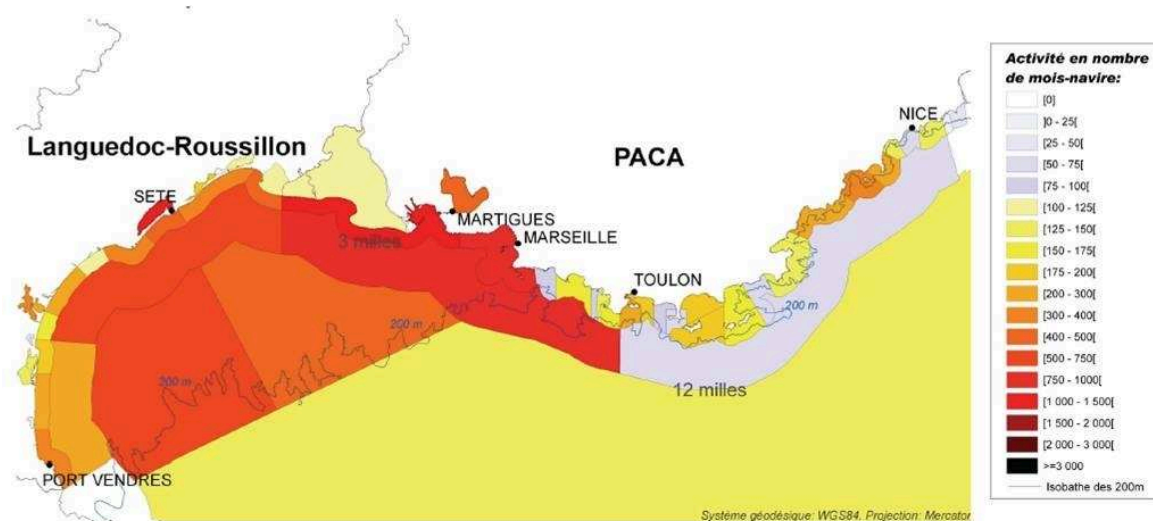 Languedoc-Roussillon
PACA
NICE
SETE
MARTIGUES
3 milles
MARSEILLE
TOULON
200 m
200 m
200 m
12 milles
PORT VENDRES
Système géodésique: WGS84. Projection: Mercator
Activité en nombre
de mois-navire:
[0]
]0 - 25[
[25 - 50[
[50 - 75[
[75 - 100[
[100 - 125[
[125 - 150[
[150 - 175[
[175 - 200[
[200 - 300[
[300 - 400[
[400 - 500[
[500 - 750[
[750 - 1000[
[1 000 - 1 500[
[1 500 - 2 000[
[2 000 - 3 000[
>=3 000
Isobathe des 200m